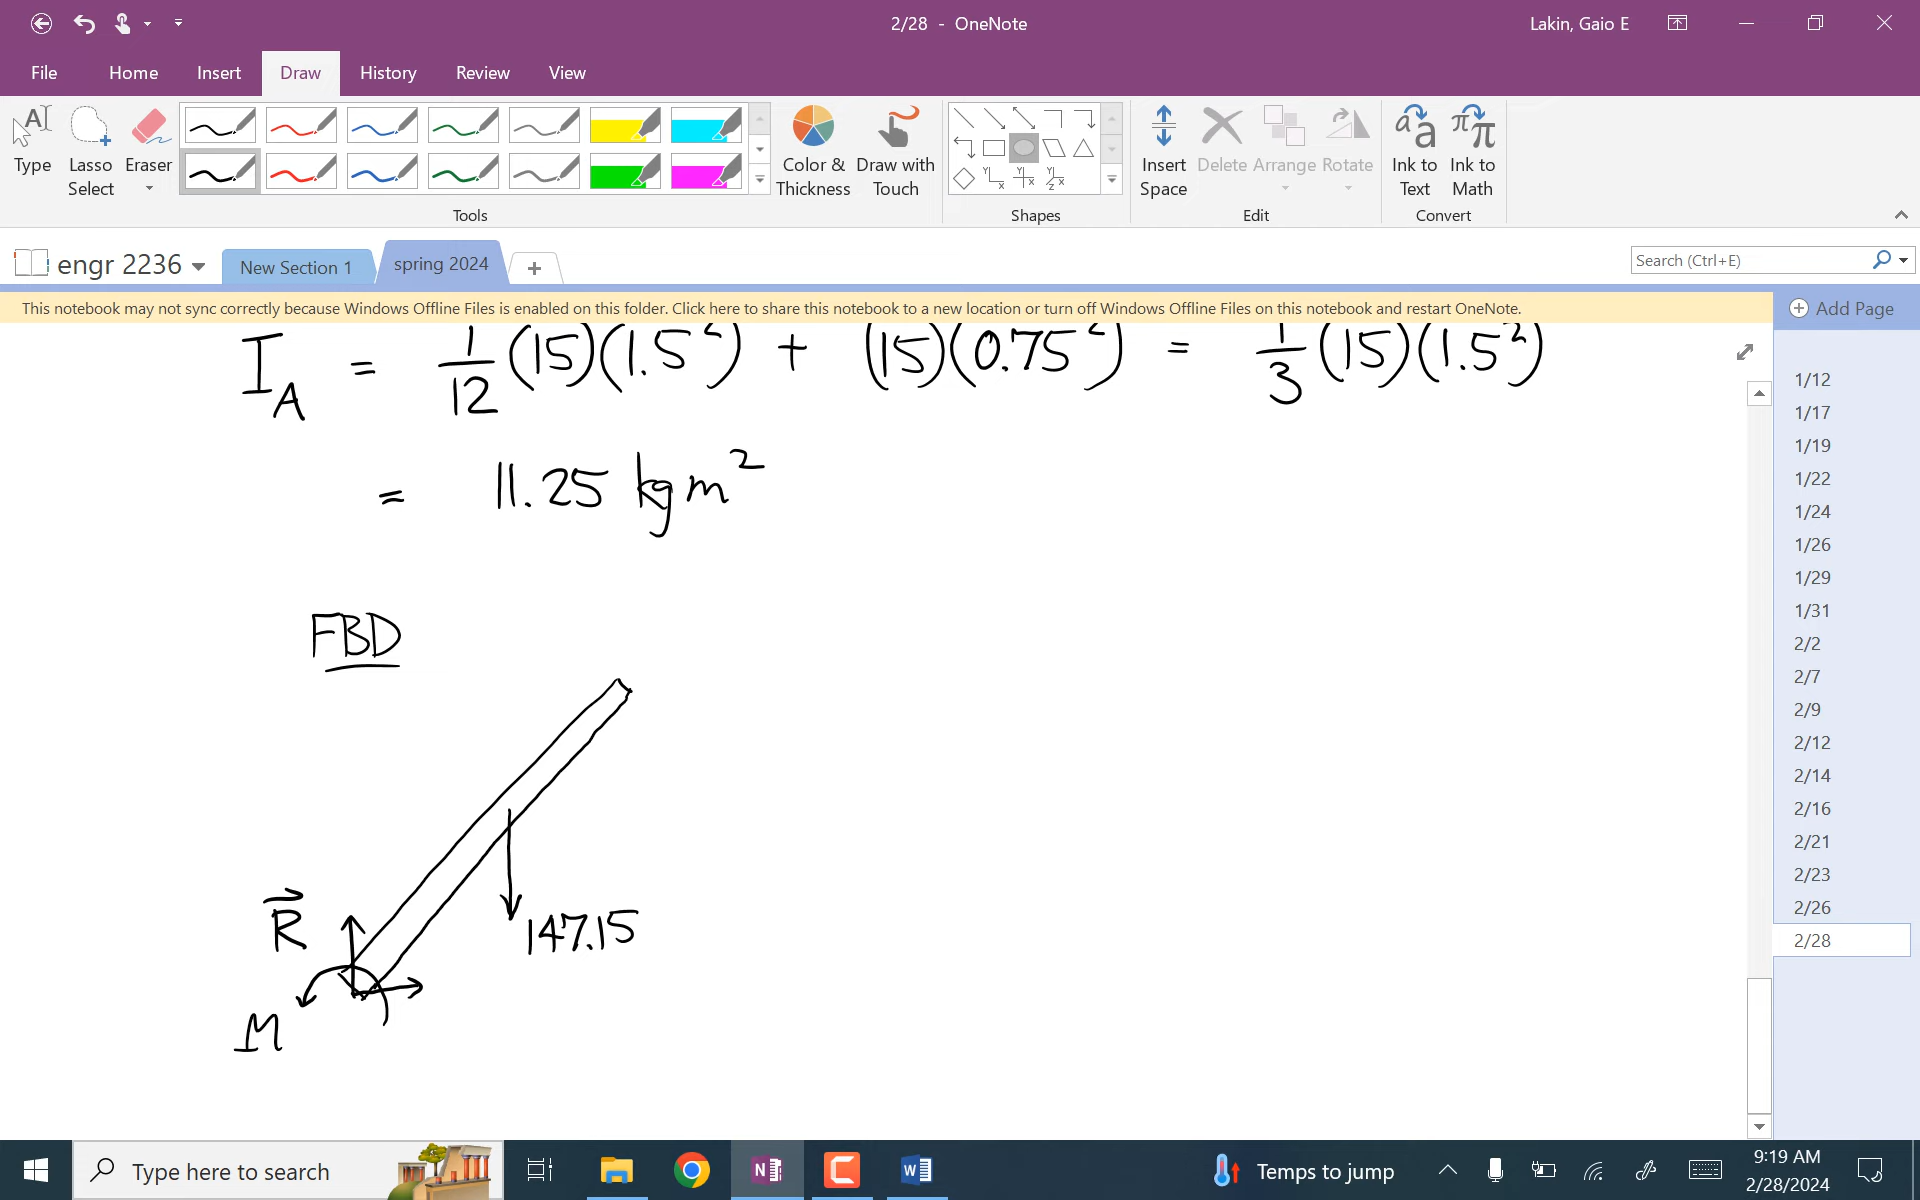 2/28 - OneNote
Lakin, Gaio E
File Home Insert Draw History Review View
Type
Lasso Select
Eraser
Color & Thickness
Draw with Touch
Insert Space
Delete Arrange Rotate
Ink to Text
Ink to Math
Tools Shapes Edit Convert
engr 2236
New Section 1
spring 2024
Search (Ctrl+E)
This notebook may not sync correctly because Windows Offline Files is enabled on this folder. Click here to share this notebook to a new location or turn off Windows Offline Files on this notebook and restart OneNote.
Add Page
I_A = 1/12 (15)(1.5²) + (15)(0.75²) = 1/3 (15)(1.5²)
= 11.25 kg m²
FBD
R
147.15
M
1/12
1/17
1/19
1/22
1/24
1/26
1/29
1/31
2/2
2/7
2/9
2/12
2/14
2/16
2/21
2/23
2/26
2/28
Type here to search
Temps to jump
9:19 AM
2/28/2024